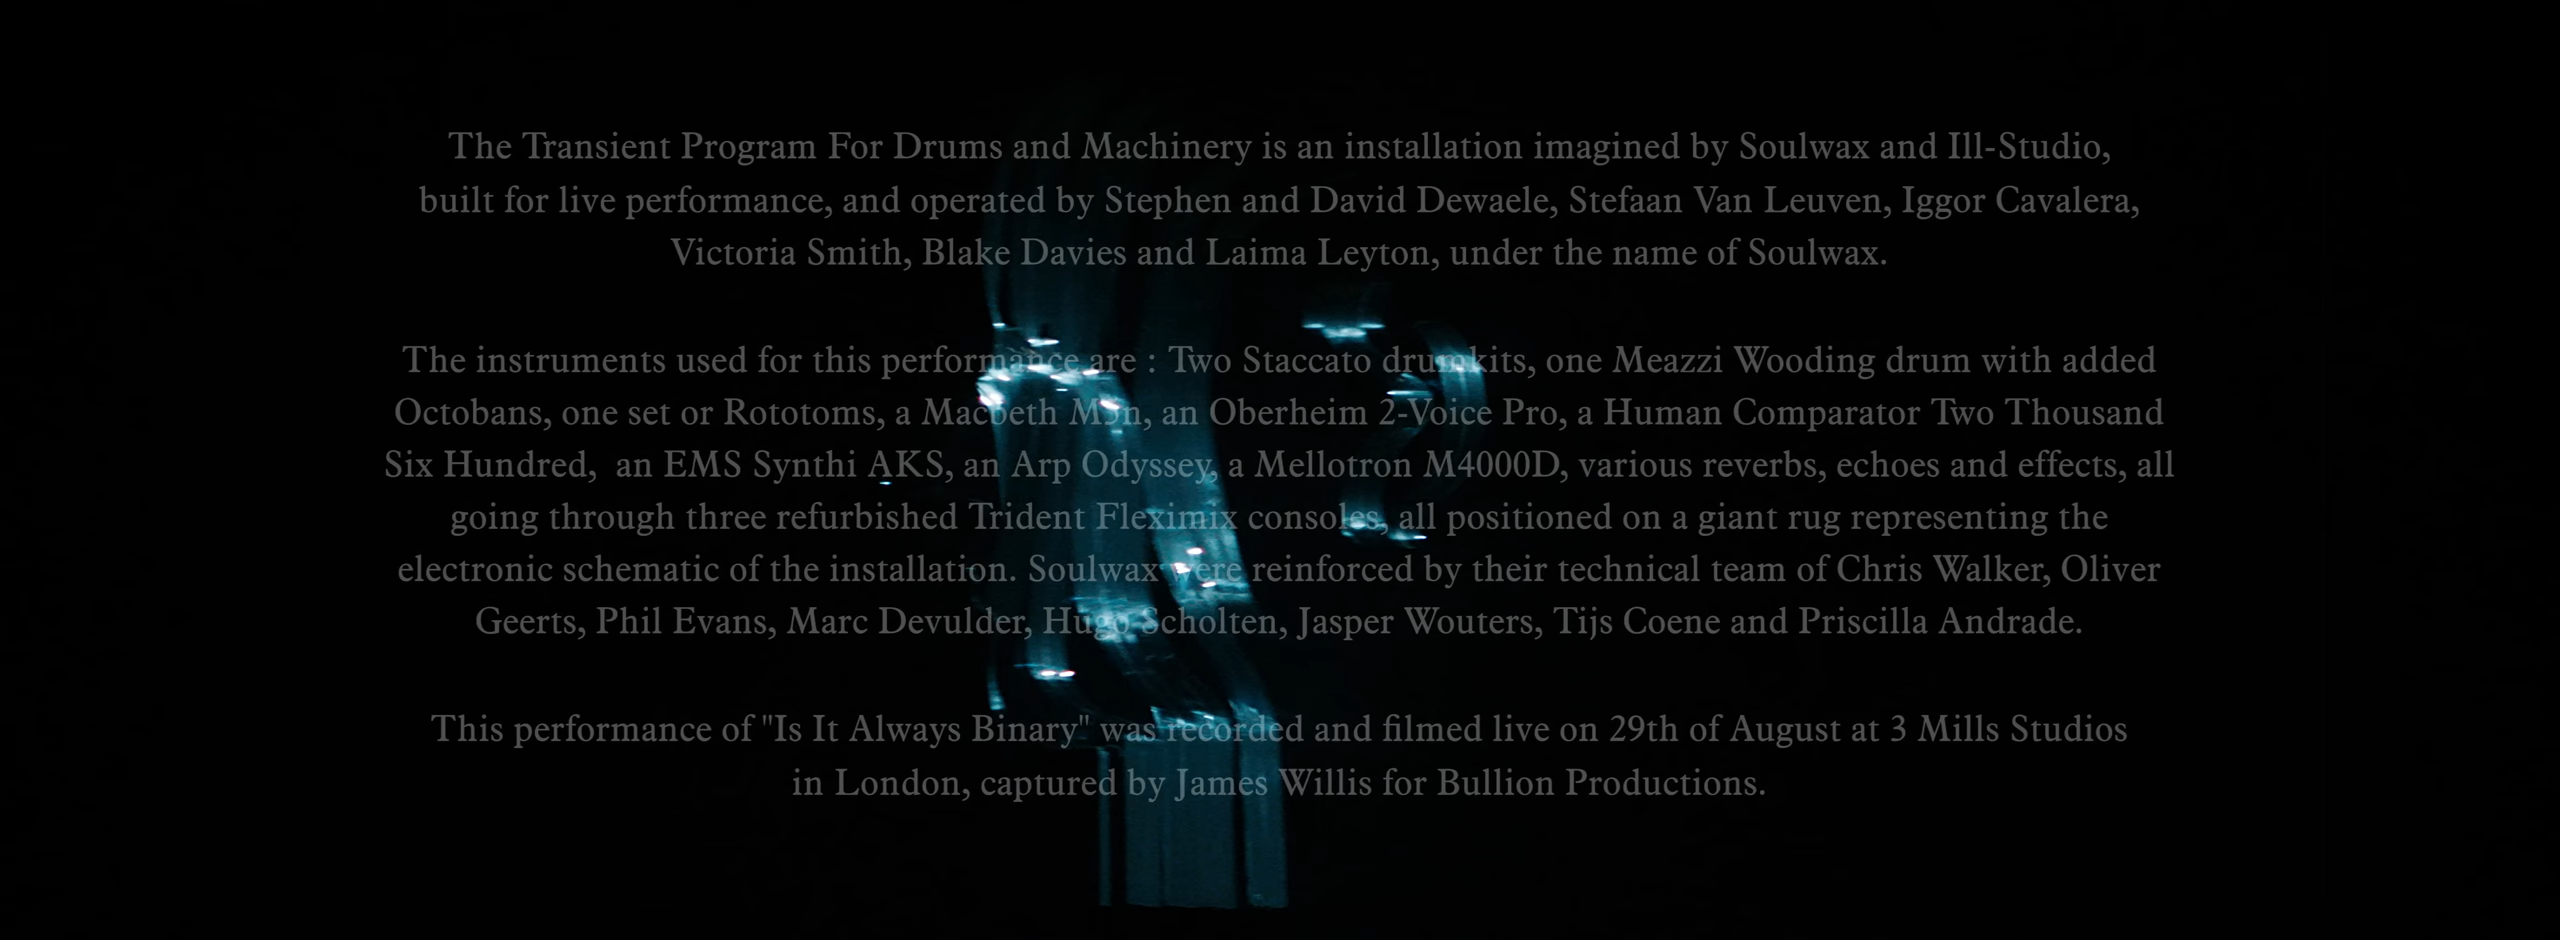 The Transient Program For Drums and Machinery is an installation imagined by Soulwax and Ill-Studio,
built for live performance, and operated by Stephen and David Dewaele, Stefaan Van Leuven, Iggor Cavalera,
Victoria Smith, Blake Davies and Laima Leyton, under the name of Soulwax.
The instruments used for this performance are : Two Staccato drumkits, one Meazzi Wooding drum with added
Octobans, one set or Rototoms, a Macbeth M5n, an Oberheim 2-Voice Pro, a Human Comparator Two Thousand
Six Hundred,  an EMS Synthi AKS, an Arp Odyssey, a Mellotron M4000D, various reverbs, echoes and effects, all
going through three refurbished Trident Fleximix consoles, all positioned on a giant rug representing the
electronic schematic of the installation. Soulwax were reinforced by their technical team of Chris Walker, Oliver
Geerts, Phil Evans, Marc Devulder, Hugo Scholten, Jasper Wouters, Tijs Coene and Priscilla Andrade.
This performance of "Is It Always Binary" was recorded and filmed live on 29th of August at 3 Mills Studios
in London, captured by James Willis for Bullion Productions.